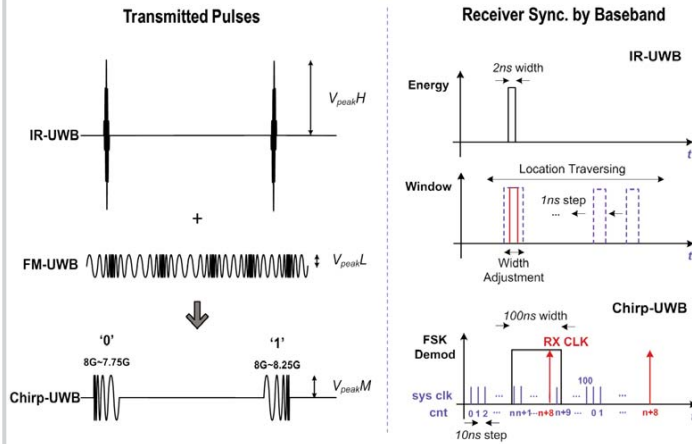 Transmitted Pulses
IR-UWB
VpeakH
+
FM-UWB
VpeakL
'0'
'1'
8G~7.75G
8G~8.25G
Chirp-UWB
VpeakM
Receiver Sync. by Baseband
IR-UWB
2ns width
Energy
t
Location Traversing
Window
1ns step
...
...
Width
Adjustment
t
Chirp-UWB
100ns width
FSK
Demod
RX CLK
100
sys clk
... ... ... ...
cnt
0 1 2 ... n n+1 ... n+8 n+9 ... 0 1 ... n+8
10ns step